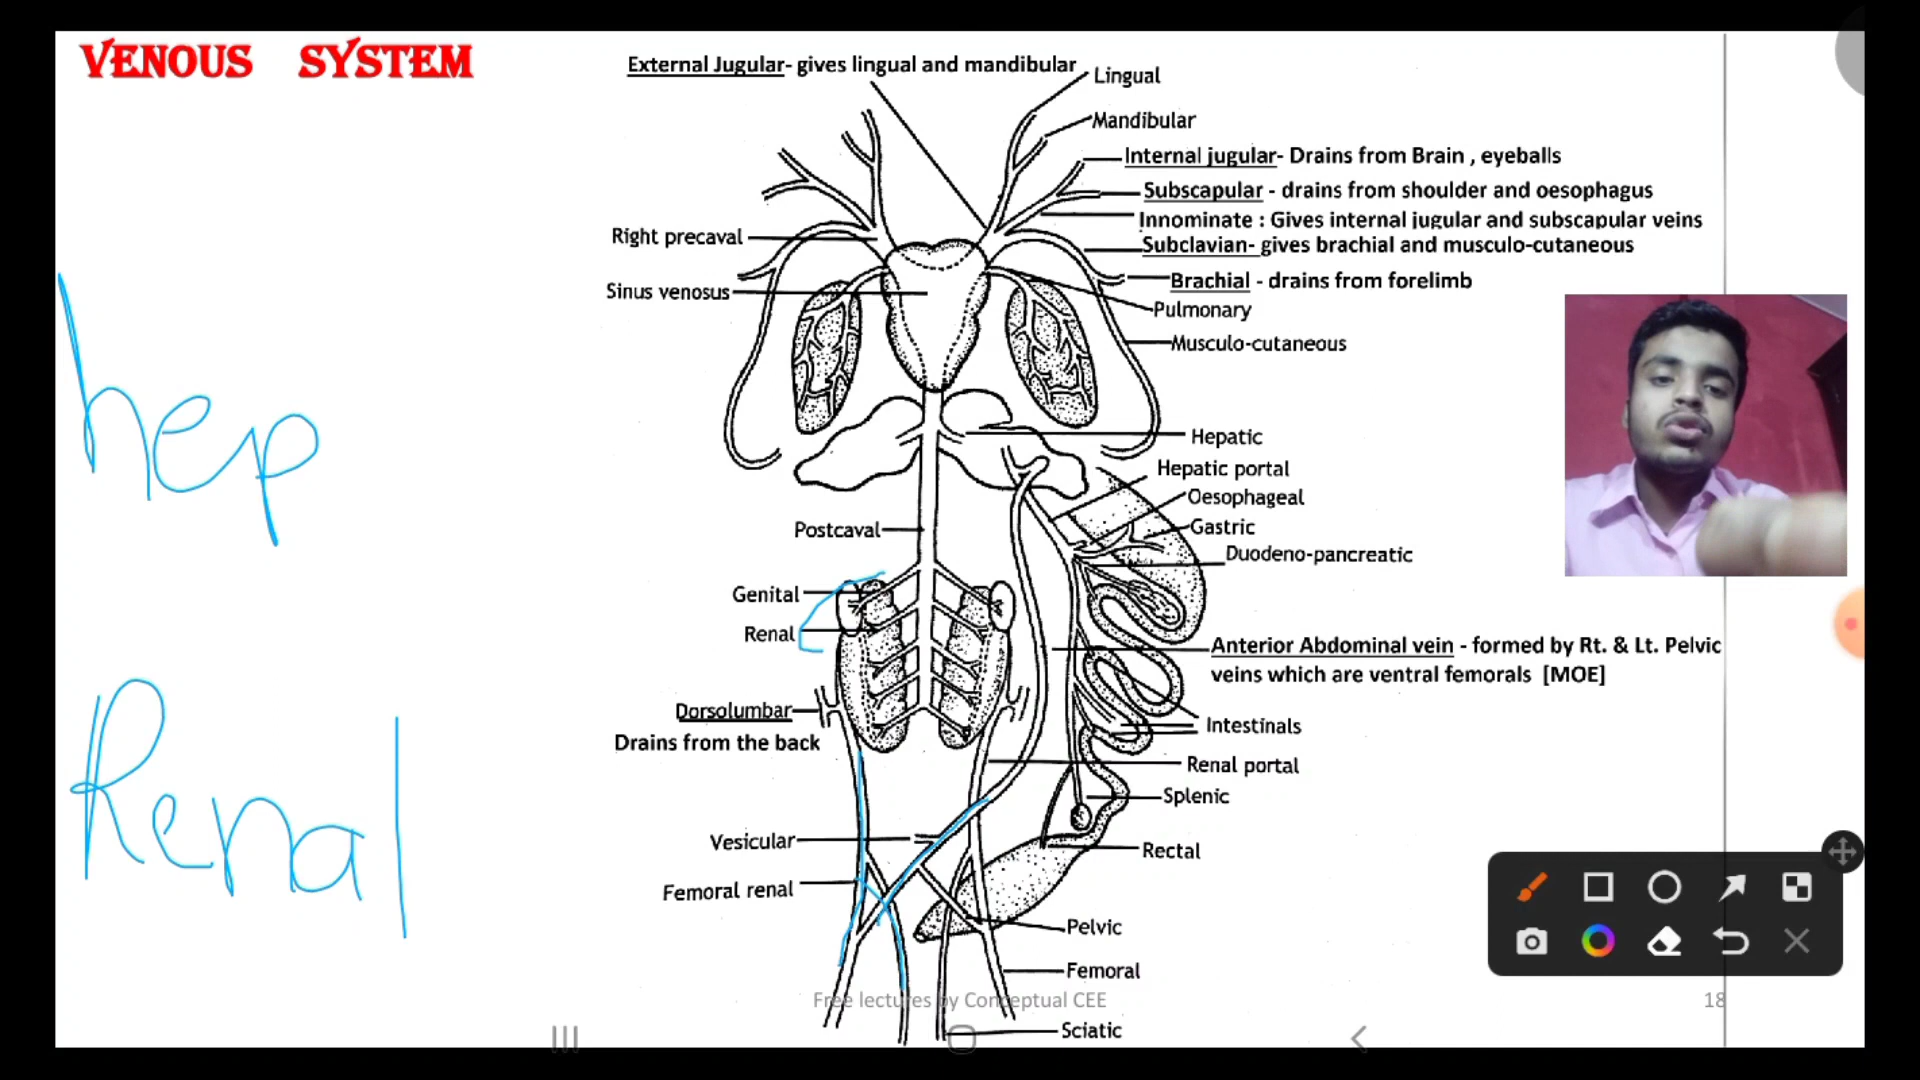 VENOUS SYSTEM
External Jugular- gives lingual and mandibular
Lingual
Mandibular
Internal jugular- Drains from Brain , eyeballs
Subscapular - drains from shoulder and oesophagus
Innominate : Gives internal jugular and subscapular veins
Subclavian- gives brachial and musculo-cutaneous
Right precaval
Brachial - drains from forelimb
Sinus venosus
Pulmonary
Musculo-cutaneous
hep
Hepatic
Hepatic portal
Oesophageal
Gastric
Postcaval
Duodeno-pancreatic
Genital
Renal
Anterior Abdominal vein - formed by Rt. & Lt. Pelvic
veins which are ventral femorals [MOE]
Dorsolumbar
Drains from the back
Intestinals
Renal portal
Splenic
Renal
Vesicular
Rectal
Femoral renal
Pelvic
Femoral
Free lectures by Conceptual CEE
18
Sciatic